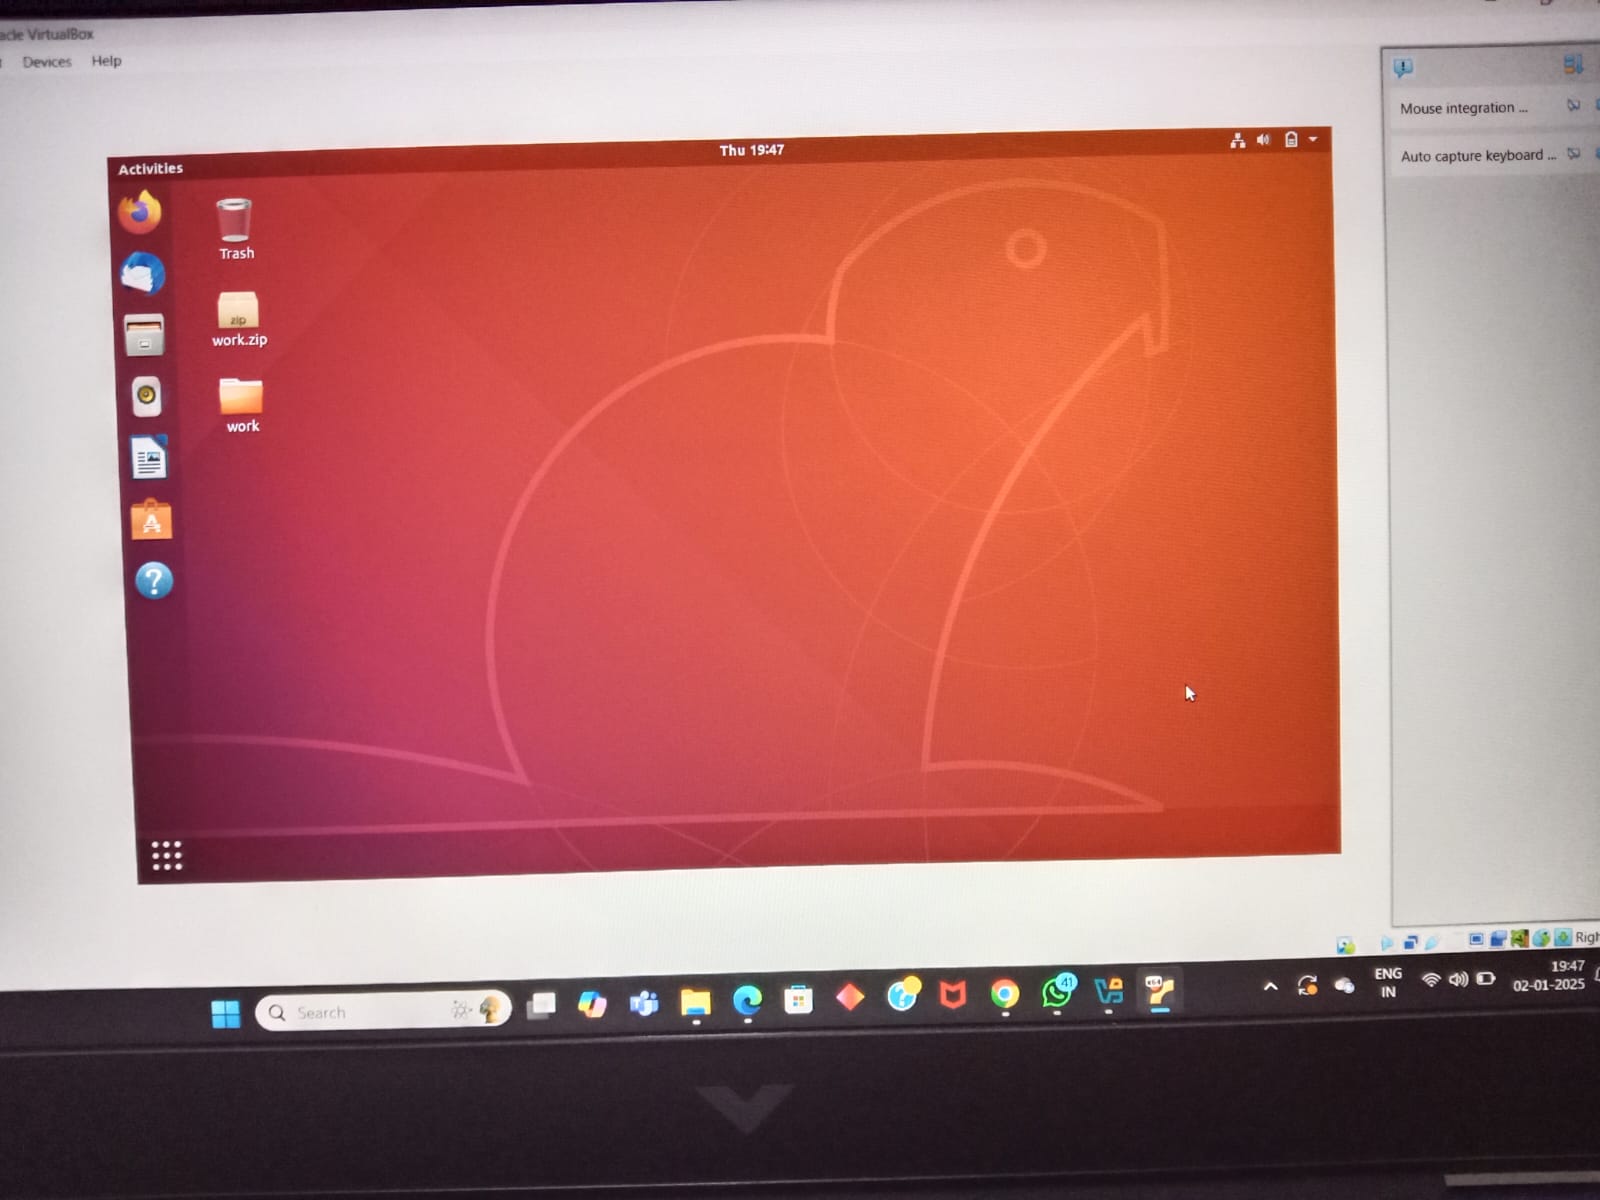 acle VirtualBox
Devices Help
Mouse integration ...
Auto capture keyboard ...
Activities
Thu 19:47
Trash
zip
work.zip
work
Search
41
x64
ENG
IN
19:47
02-01-2025
Righ